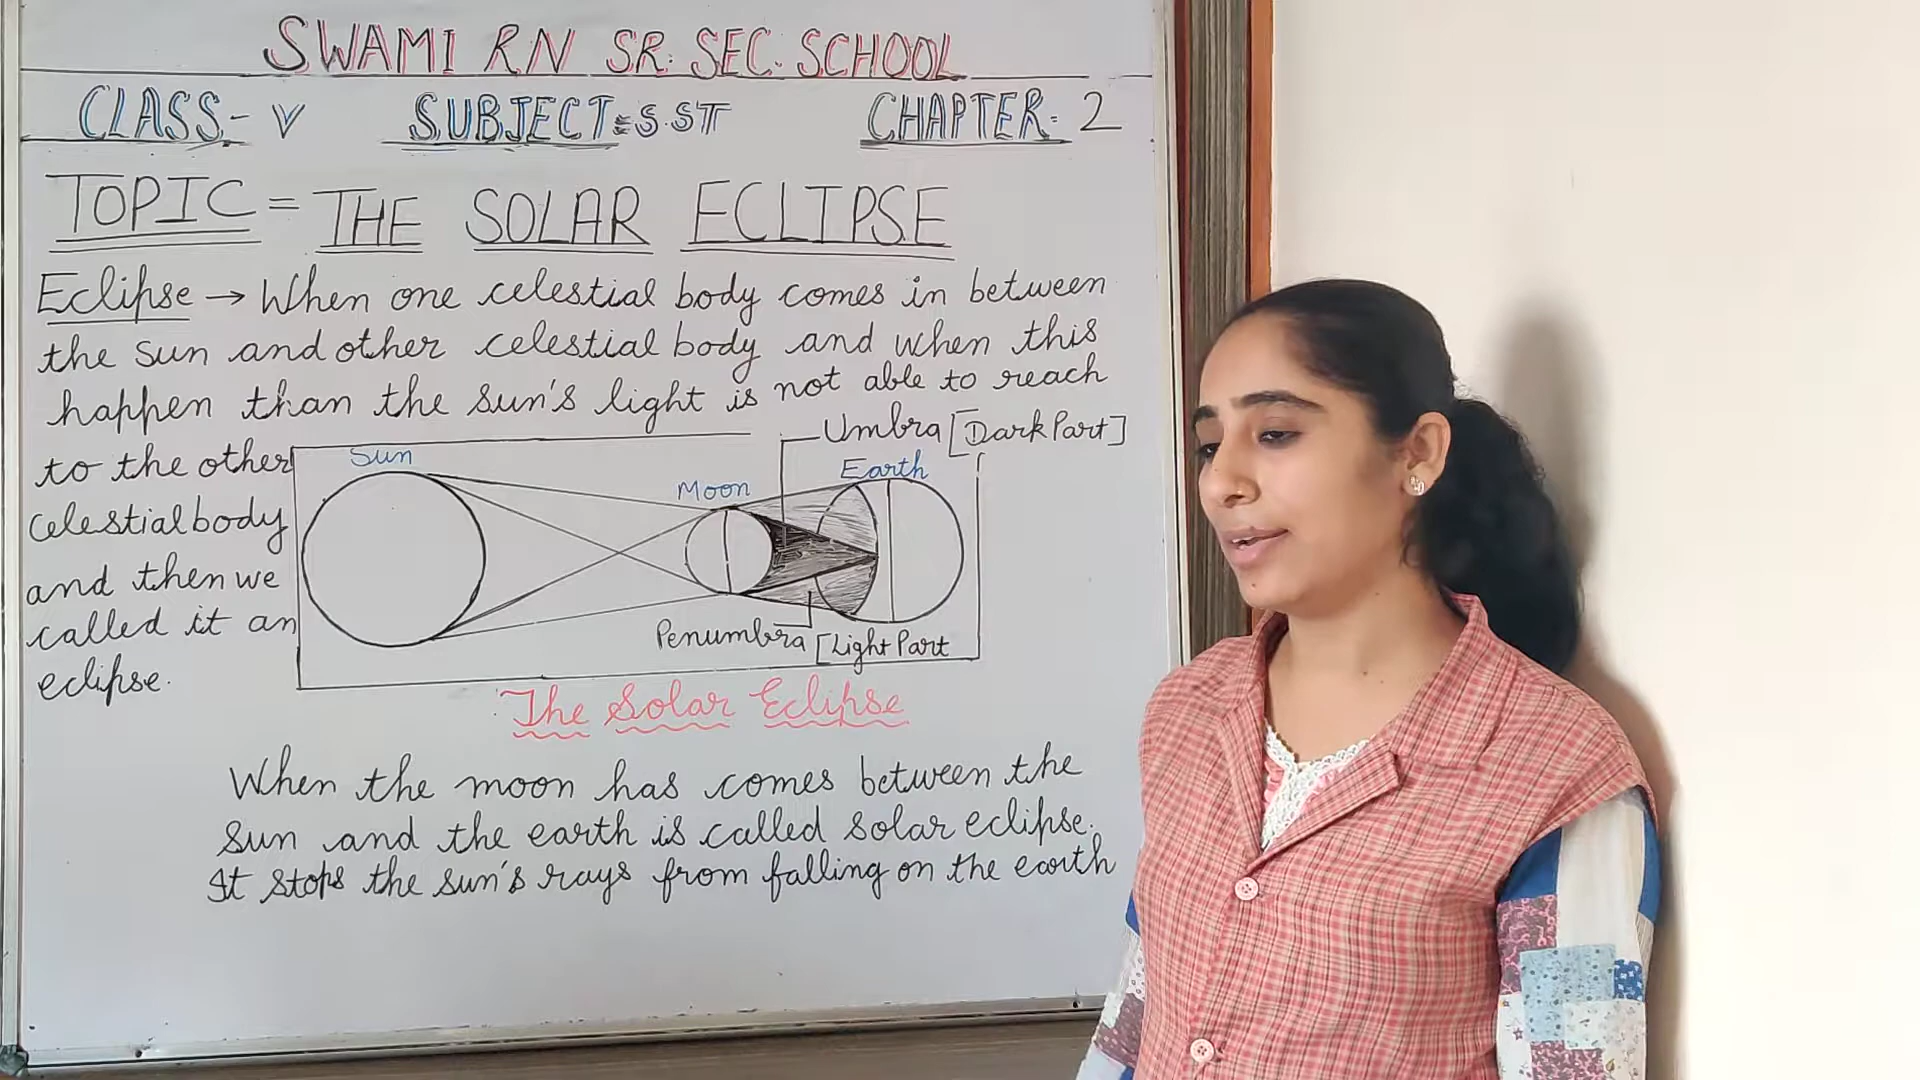 SWAMI RN SR. SEC. SCHOOL
CLASS- V SUBJECT=S.ST CHAPTER- 2
TOPIC = THE SOLAR ECLIPSE
Eclipse → When one celestial body comes in between
the sun and other celestial body and when this
happen than the sun's light is not able to reach
to the other
celestial body
and then we
called it an
eclipse.
Umbra [Dark Part]
Sun
Earth
Moon
Penumbra [Light Part
The Solar Eclipse
When the moon has comes between the
sun and the earth is called solar eclipse.
It stops the sun's rays from falling on the earth